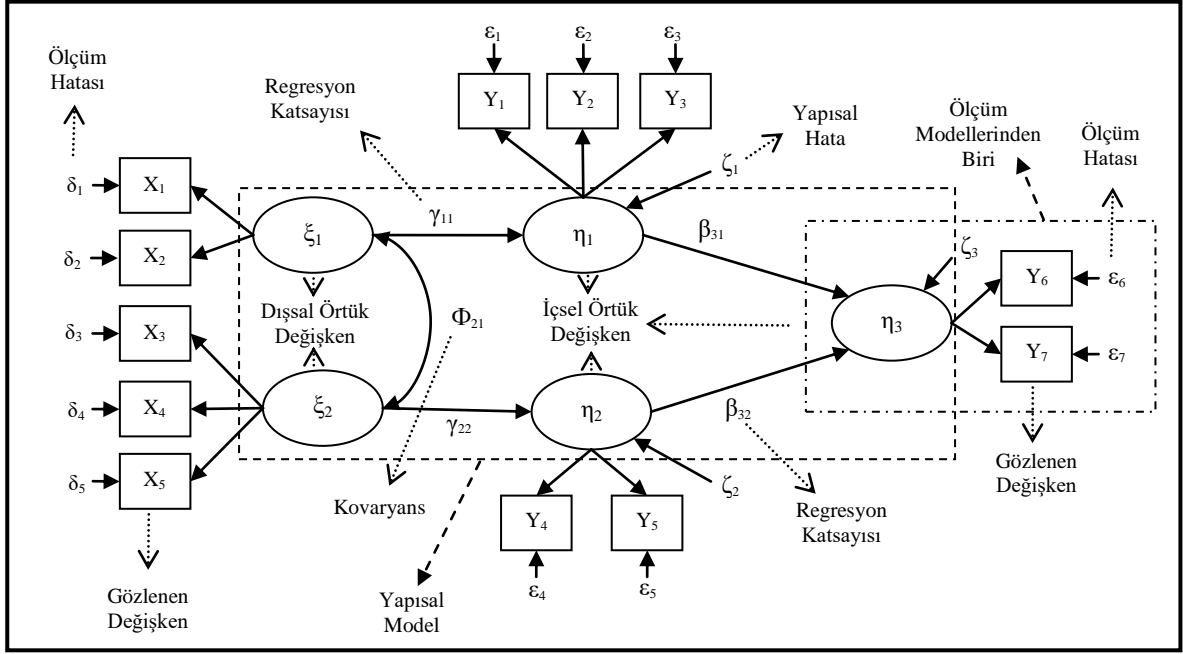 Ölçüm
Hatası
Regresyon
Katsayısı
ε1
ε2
ε3
Y1
Y2
Y3
Yapısal
Hata
Ölçüm
Modellerinden
Biri
Ölçüm
Hatası
δ1
X1
δ2
X2
δ3
X3
δ4
X4
δ5
X5
ξ1
γ11
η1
ζ1
β31
ζ3
Y6
ε6
Dışsal Örtük
Değişken
Φ21
İçsel Örtük
Değişken
η3
Y7
ε7
ξ2
γ22
η2
β32
ζ2
Kovaryans
Y4
Y5
ε4
ε5
Regresyon
Katsayısı
Gözlenen
Değişken
Gözlenen
Değişken
Yapısal
Model